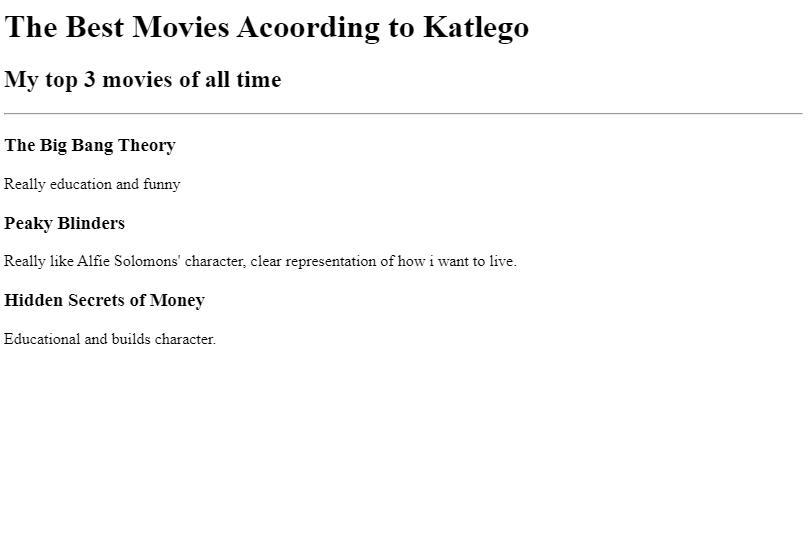 The Best Movies Acoording to Katlego
My top 3 movies of all time
The Big Bang Theory
Really education and funny
Peaky Blinders
Really like Alfie Solomons' character, clear representation of how i want to live.
Hidden Secrets of Money
Educational and builds character.